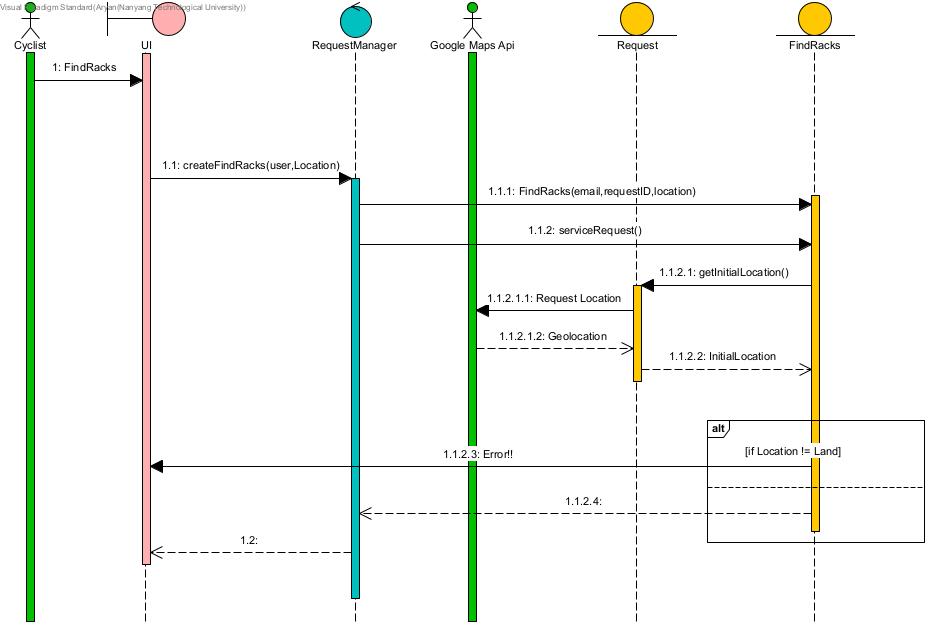 Visual Paradigm Standard(Aryan(Nanyang Technological University))
Cyclist
UI
RequestManager
Google Maps Api
Request
FindRacks
1: FindRacks
1.1: createFindRacks(user,Location)
1.1.1: FindRacks(email,requestID,location)
1.1.2: serviceRequest()
1.1.2.1: getInitialLocation()
1.1.2.1.1: Request Location
1.1.2.1.2: Geolocation
1.1.2.2: InitialLocation
alt
[if Location != Land]
1.1.2.3: Error!!
1.1.2.4:
1.2: